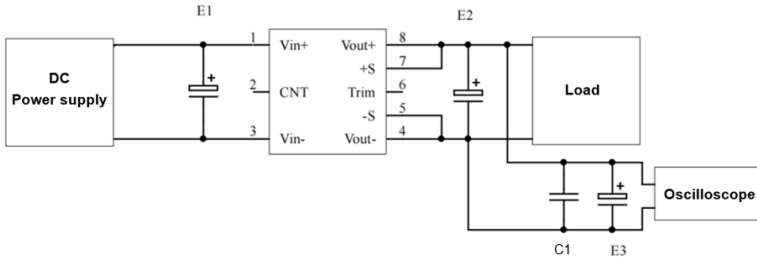 E1
E2
DC
Power supply
1
Vin+
2
CNT
3
Vin-
Vout+
8
+S
7
Trim
6
-S
5
Vout-
4
+
+
Load
+
Oscilloscope
C1
E3